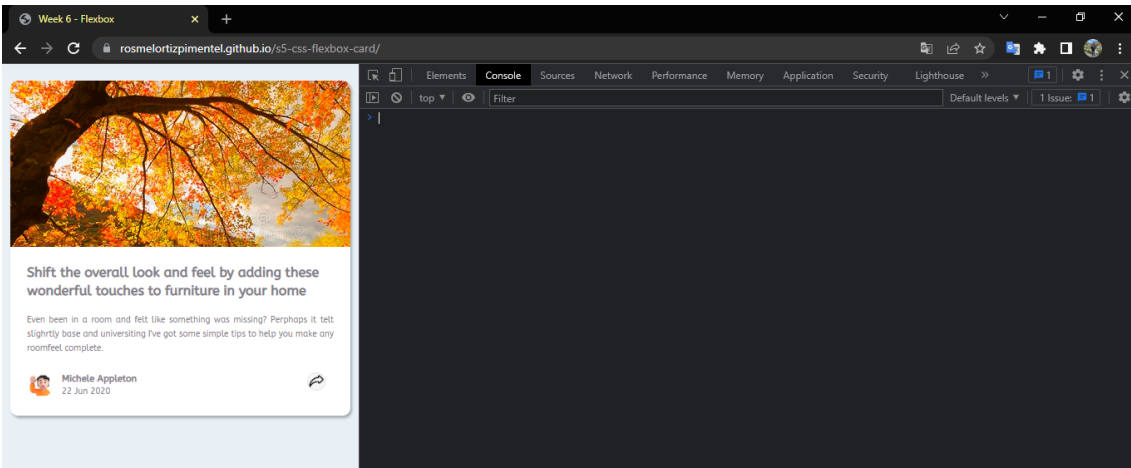 Week 6 - Flexbox
rosmelortizpimentel.github.io/s5-css-flexbox-card/
Elements Console Sources Network Performance Memory Application Security Lighthouse » 1
top Filter Default levels 1 Issue: 1
>
Shift the overall look and feel by adding these
wonderful touches to furniture in your home
Even been in a room and felt like something was missing? Perphaps it telt
slighrtly base and universiting I've got some simple tips to help you make any
roomfeel complete.
Michele Appleton
22 Jun 2020